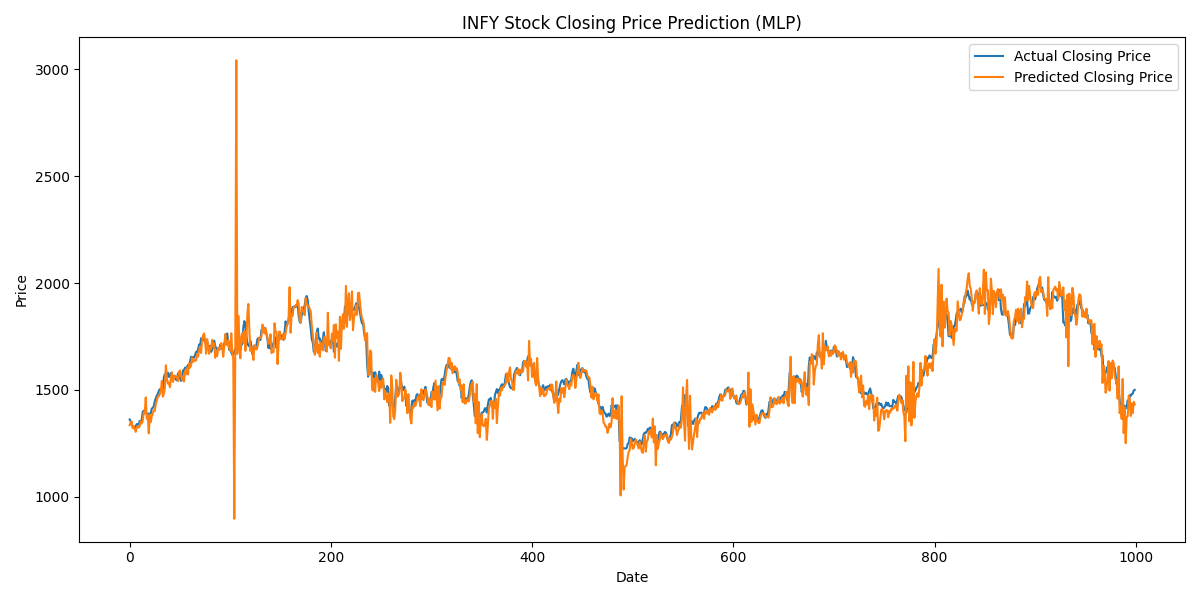 INFY Stock Closing Price Prediction (MLP)
Actual Closing Price
Predicted Closing Price
Price
3000
2500
2000
1500
1000
0 200 400 600 800 1000
Date